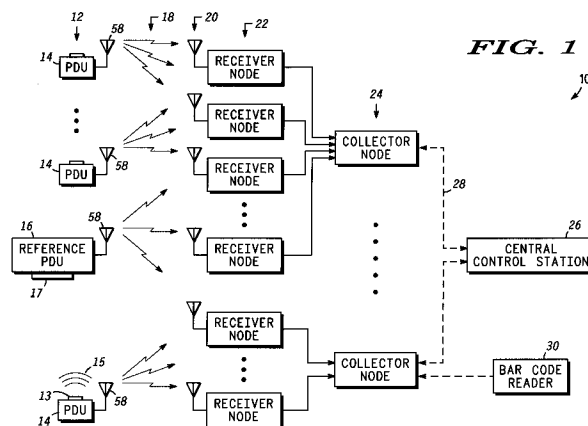 FIG. 1
12
18
20
22
10
58
14
PDU
RECEIVER
NODE
24
RECEIVER
NODE
14
PDU
58
RECEIVER
NODE
COLLECTOR
NODE
28
16
REFERENCE
PDU
17
58
RECEIVER
NODE
26
CENTRAL
CONTROL STATION
RECEIVER
NODE
15
13
14
PDU
58
RECEIVER
NODE
COLLECTOR
NODE
30
BAR CODE
READER